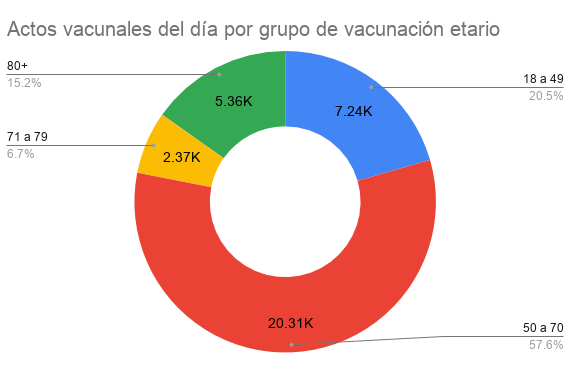 Actos vacunales del día por grupo de vacunación etario
80+
15.2%
5.36K
18 a 49
20.5%
7.24K
71 a 79
6.7%
2.37K
20.31K
50 a 70
57.6%